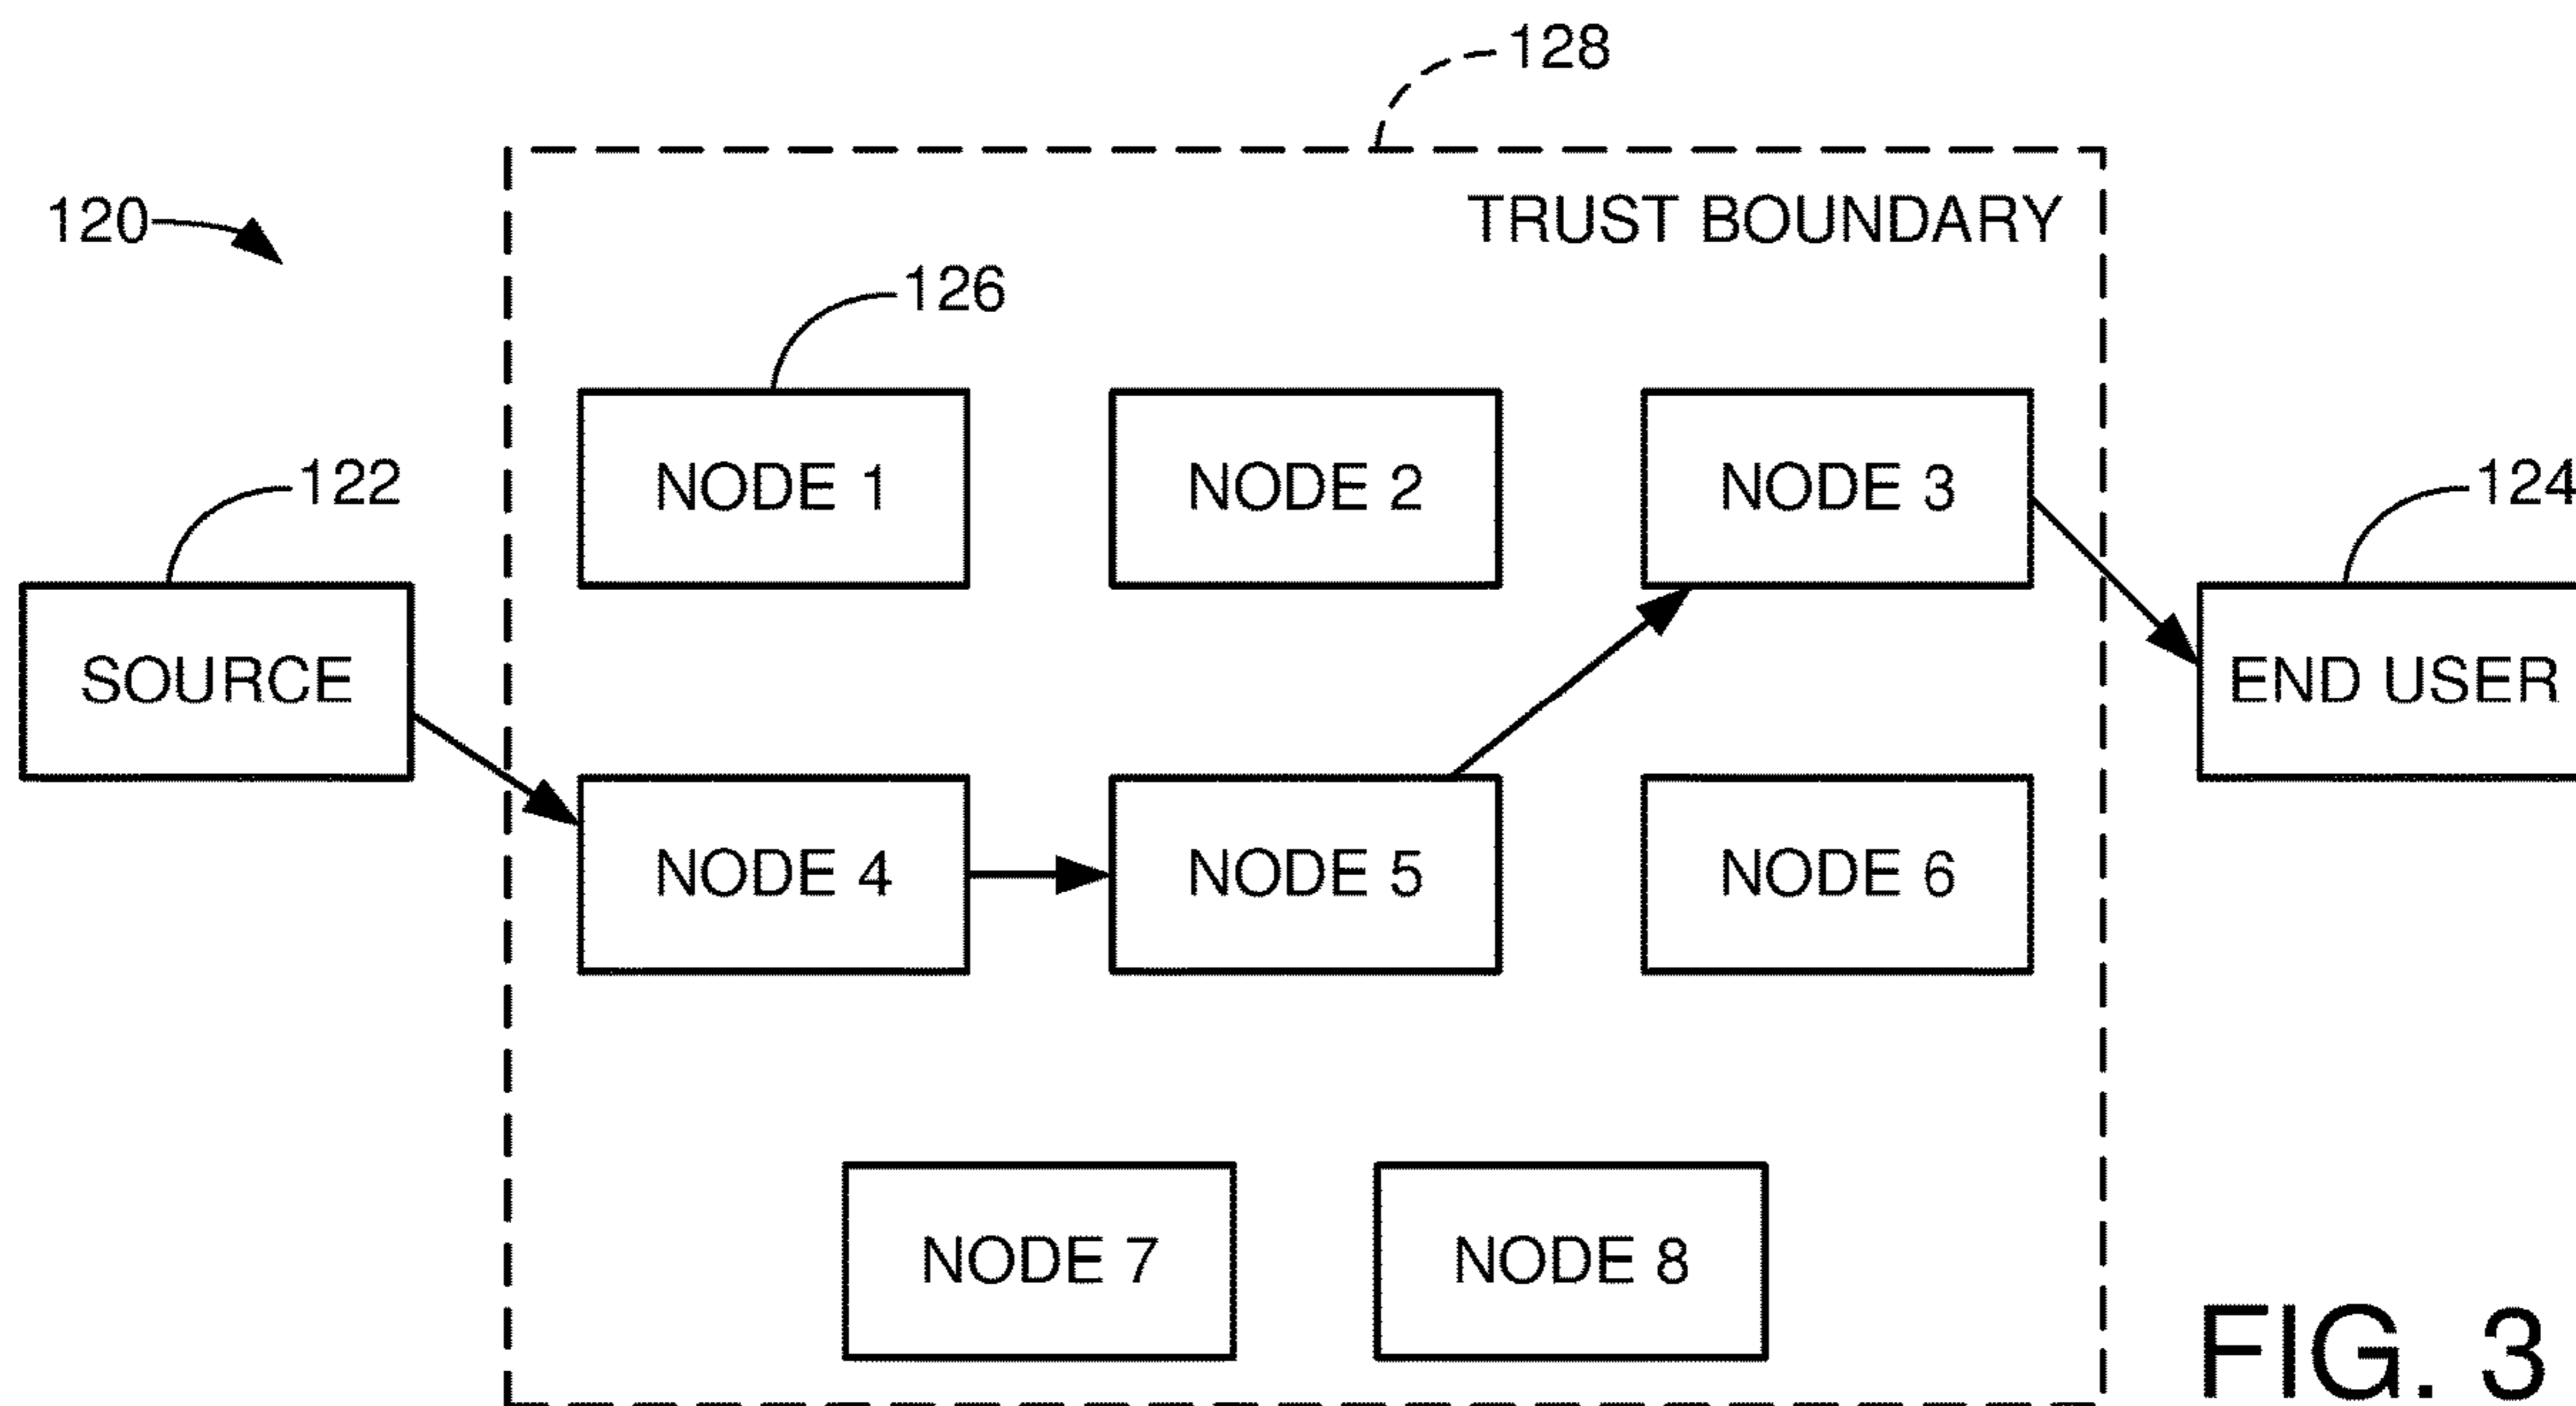 128
120
TRUST BOUNDARY
126
NODE 1
NODE 2
NODE 3
122
124
SOURCE
END USER
NODE 4
NODE 5
NODE 6
NODE 7
NODE 8
FIG. 3